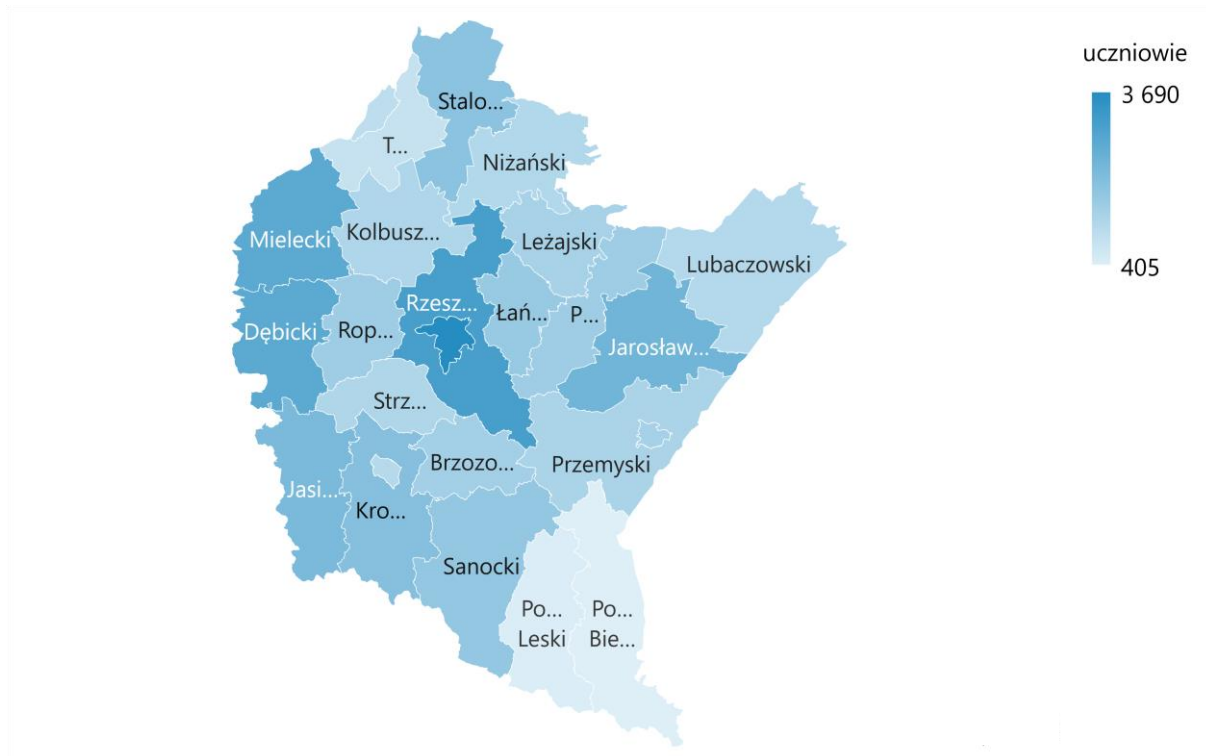 uczniowie
3 690
405
Stalo...
T...
Niżański
Mielecki
Kolbusz...
Leżajski
Lubaczowski
Rzesz...
Łań...
P...
Dębicki
Rop...
Jarosław...
Strz...
Brzozo...
Przemyski
Jasi...
Kro...
Sanocki
Po...
Leski
Po...
Bie...